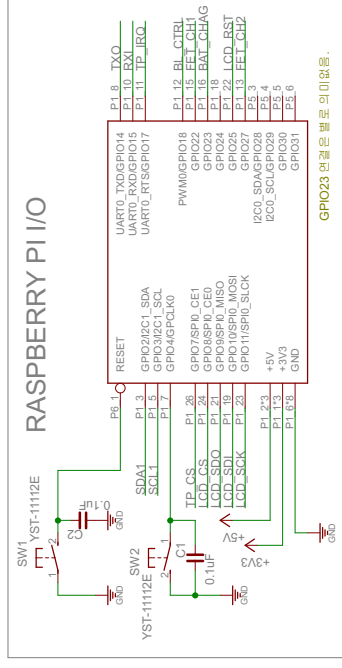 RASPBERRY PI I/O
SW1
YST-11112E
1
2
C2
0.1uF
GND
GND
SW2
YST-11112E
1
2
C1
0.1uF
GND
P6_1 RESET
SDA1 P1_3 GPIO2/I2C1_SDA
SCL1 P1_5 GPIO3/I2C1_SCL
P1_7 GPIO4/GPCLK0
TP_CS P1_26 GPIO7/SPI0_CE1
LCD_CS P1_24 GPIO8/SPI0_CE0
LCD_SDO P1_21 GPIO9/SPI0_MISO
LCD_SDI P1_19 GPIO10/SPI0_MOSI
LCD_SCK P1_23 GPIO11/SPI0_SLCK
+5V P1_2*3 +5V
+3V3 P1_1*3 +3V3
P1_6*8 GND
GND
UART0_TXD/GPIO14 P1_8 TXO
UART0_RXD/GPIO15 P1_10 RXI
UART0_RTS/GPIO17 P1_11 TP_IRQ
PWM0/GPIO18 P1_12 BL_CTRL
GPIO22 P1_15 FET_CH1
GPIO23 P1_16 BAT_CHAG
GPIO24 P1_18
GPIO25 P1_22 LCD_RST
GPIO27 P1_13 FET_CH2
I2C0_SDA/GPIO28 P5_3
I2C0_SCL/GPIO29 P5_4
GPIO30 P5_5
GPIO31 P5_6
GPIO23 연결은 별로 의미없음.